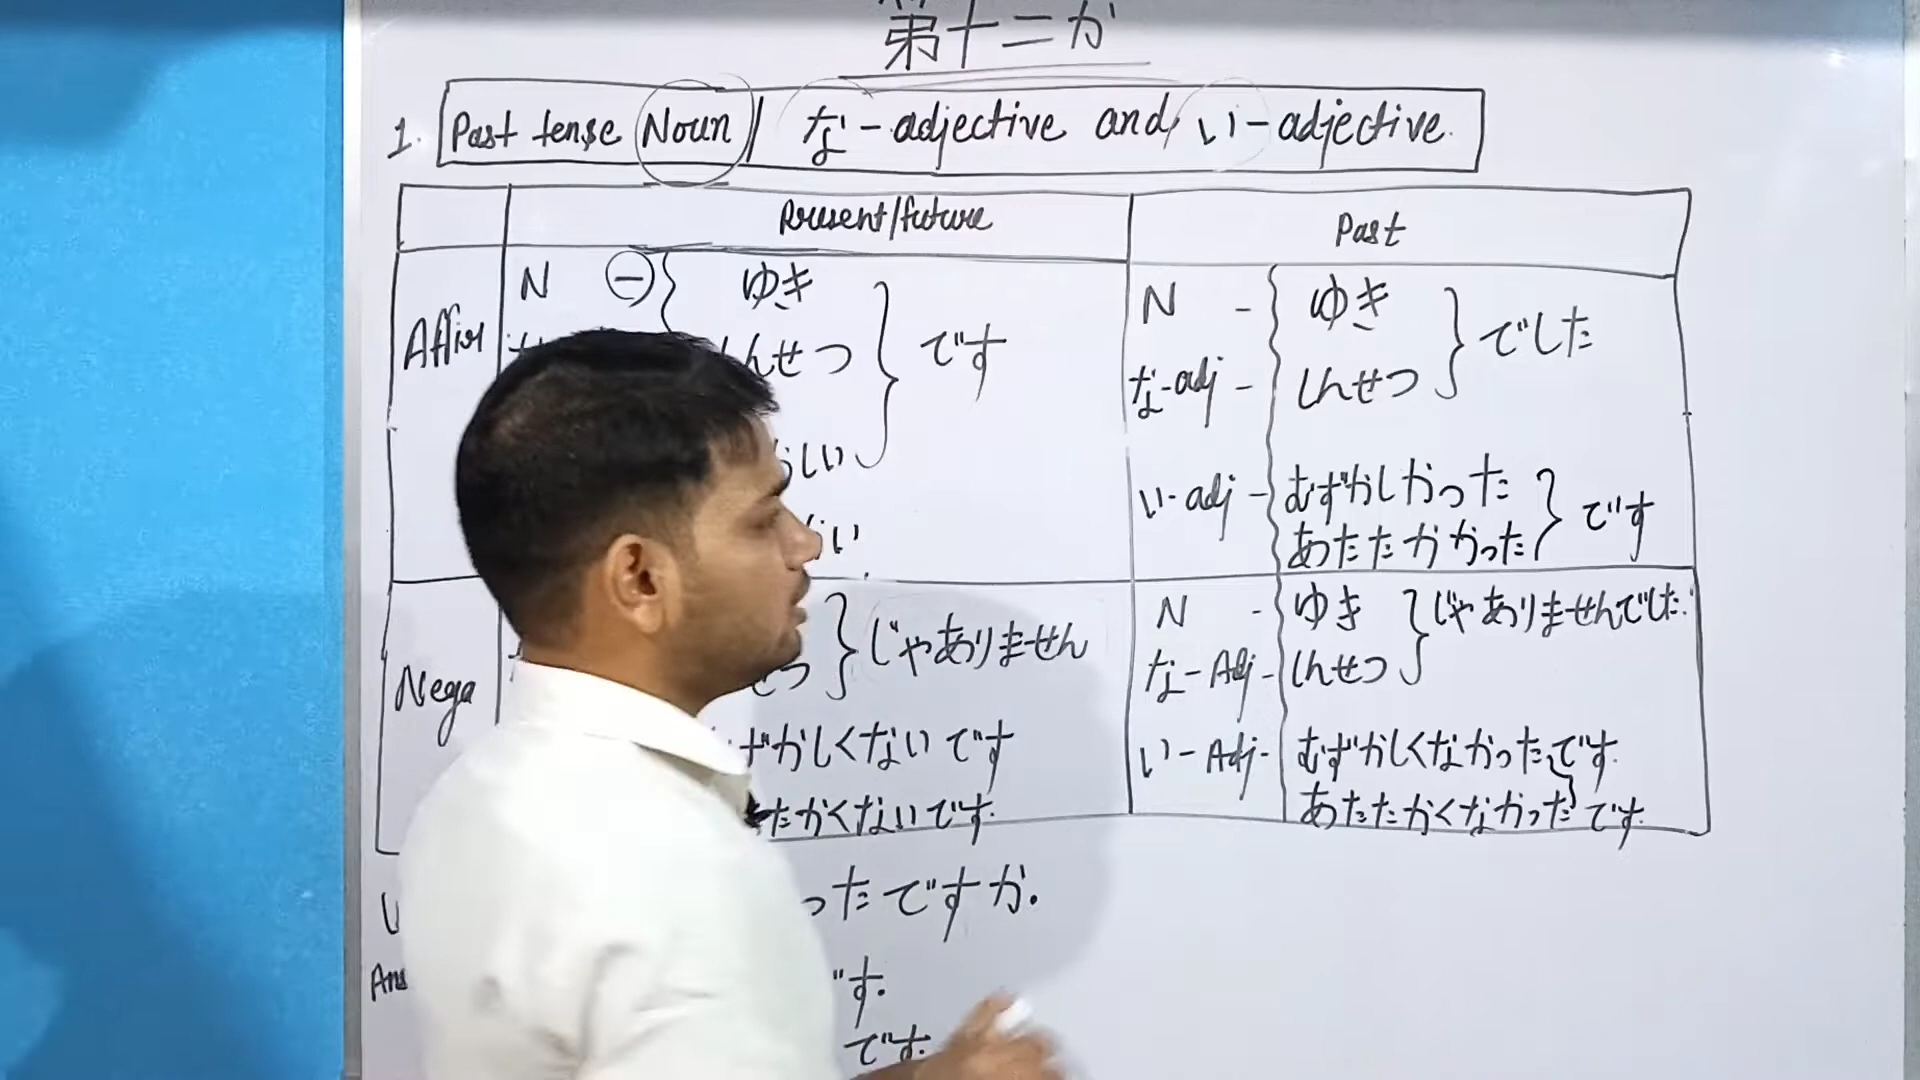 第十二か
1. Past tense Noun / な-adjective and い-adjective.
Present/future
Past
Affir
N - ゆき
んせつ
です
しい
い
N - ゆき
な-adj - しんせつ
でした
い-adj - むずかしかった
あたたかかった
です
Nega
じゃありません
つ
ずかしくないです
たかくないです.
N - ゆき
じゃありませんでした.
な-Adj - しんせつ
い-Adj - むずかしくなかったです.
あたたかくなかったです.
ったですか.
Ans
す.
です.